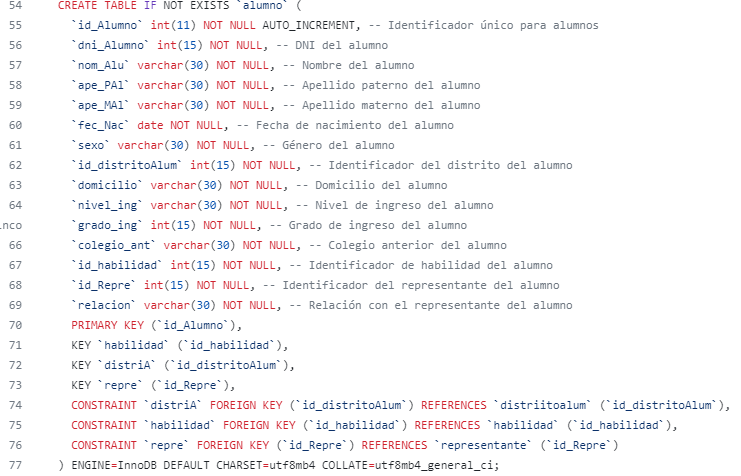 54 CREATE TABLE IF NOT EXISTS `alumno` (
55 `id_Alumno` int(11) NOT NULL AUTO_INCREMENT, -- Identificador único para alumnos
56 `dni_Alumno` int(15) NOT NULL, -- DNI del alumno
57 `nom_Alu` varchar(30) NOT NULL, -- Nombre del alumno
58 `ape_PAl` varchar(30) NOT NULL, -- Apellido paterno del alumno
59 `ape_MAl` varchar(30) NOT NULL, -- Apellido materno del alumno
60 `fec_Nac` date NOT NULL, -- Fecha de nacimiento del alumno
61 `sexo` varchar(30) NOT NULL, -- Género del alumno
62 `id_distritoAlum` int(15) NOT NULL, -- Identificador del distrito del alumno
63 `domicilio` varchar(30) NOT NULL, -- Domicilio del alumno
64 `nivel_ing` varchar(30) NOT NULL, -- Nivel de ingreso del alumno
inco `grado_ing` int(15) NOT NULL, -- Grado de ingreso del alumno
66 `colegio_ant` varchar(30) NOT NULL, -- Colegio anterior del alumno
67 `id_habilidad` int(15) NOT NULL, -- Identificador de habilidad del alumno
68 `id_Repre` int(15) NOT NULL, -- Identificador del representante del alumno
69 `relacion` varchar(30) NOT NULL, -- Relación con el representante del alumno
70 PRIMARY KEY (`id_Alumno`),
71 KEY `habilidad` (`id_habilidad`),
72 KEY `distriA` (`id_distritoAlum`),
73 KEY `repre` (`id_Repre`),
74 CONSTRAINT `distriA` FOREIGN KEY (`id_distritoAlum`) REFERENCES `distriitoalum` (`id_distritoAlum`),
75 CONSTRAINT `habilidad` FOREIGN KEY (`id_habilidad`) REFERENCES `habilidad` (`id_habilidad`),
76 CONSTRAINT `repre` FOREIGN KEY (`id_Repre`) REFERENCES `representante` (`id_Repre`)
77 ) ENGINE=InnoDB DEFAULT CHARSET=utf8mb4 COLLATE=utf8mb4_general_ci;